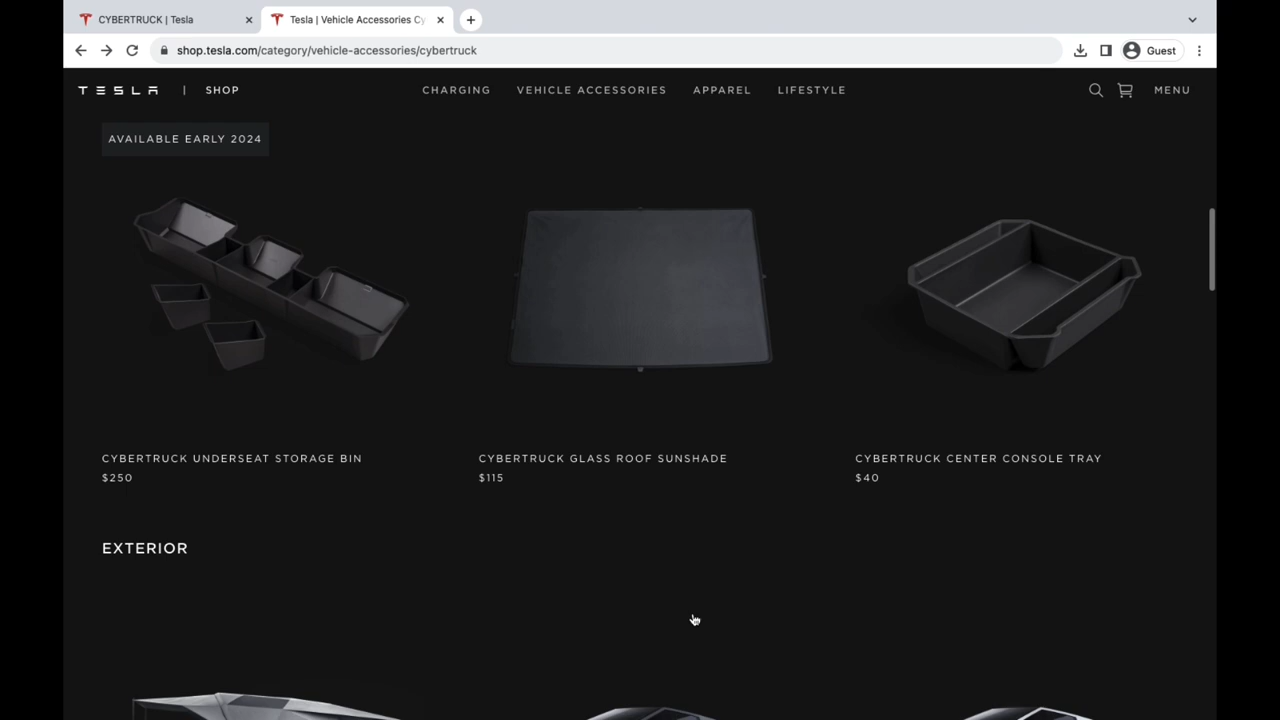 CYBERTRUCK | Tesla
Tesla | Vehicle Accessories Cy
shop.tesla.com/category/vehicle-accessories/cybertruck
Guest
TESLA | SHOP
CHARGING
VEHICLE ACCESSORIES
APPAREL
LIFESTYLE
MENU
AVAILABLE EARLY 2024
CYBERTRUCK UNDERSEAT STORAGE BIN
$250
CYBERTRUCK GLASS ROOF SUNSHADE
$115
CYBERTRUCK CENTER CONSOLE TRAY
$40
EXTERIOR